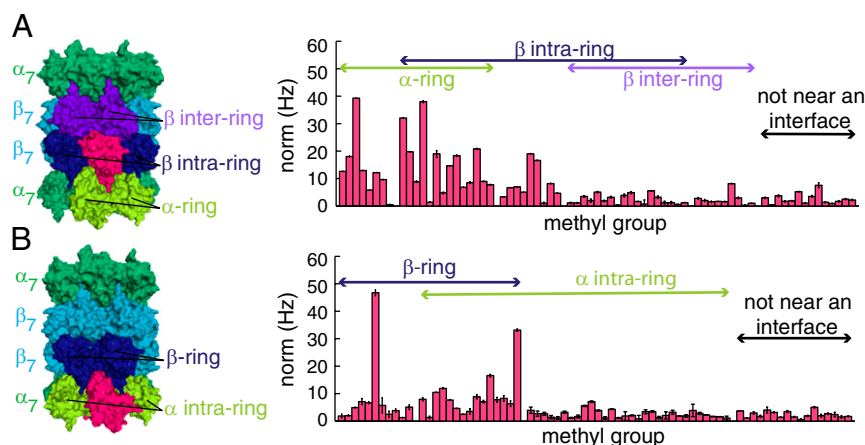 A
α7
β7
β7
α7
β inter-ring
β intra-ring
α-ring
norm (Hz)
60
50
40
30
20
10
0
β intra-ring
α-ring
β inter-ring
not near an
interface
methyl group
B
α7
β7
β7
α7
β-ring
α intra-ring
norm (Hz)
60
50
40
30
20
10
0
β-ring
α intra-ring
not near an
interface
methyl group